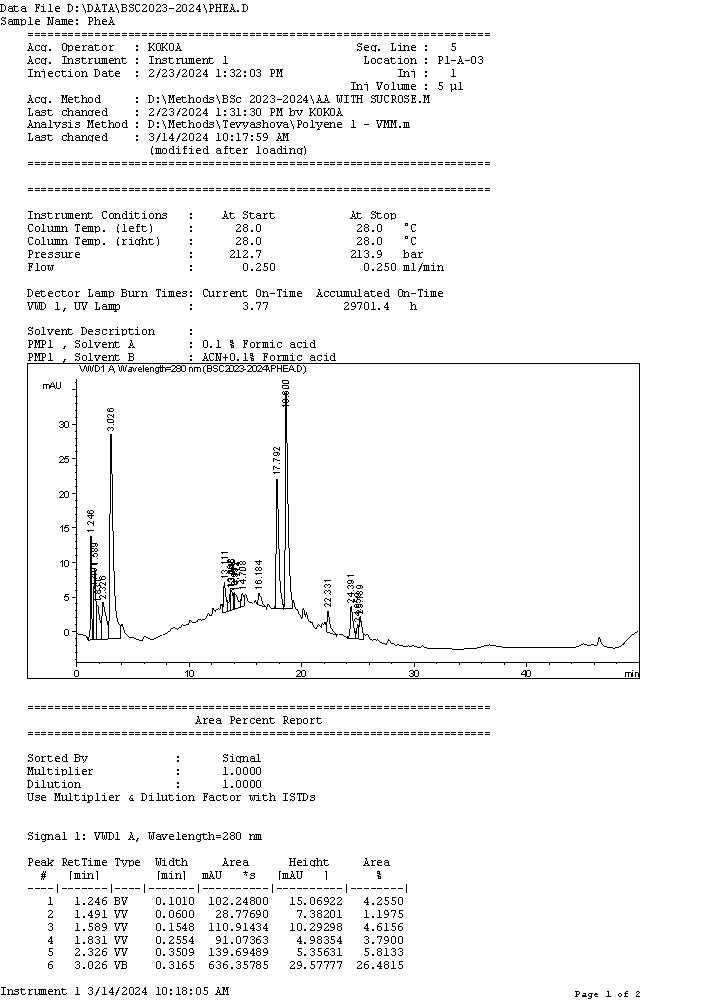 Data File D:\DATA\BSC2023-2024\PHEA.D
Sample Name: PheA
=====================================================================
Acq. Operator : KOKOA Seq. Line : 5
Acq. Instrument : Instrument 1 Location : P1-A-03
Injection Date : 2/23/2024 1:32:03 PM Inj : 1
Inj Volume : 5 µl
Acq. Method : D:\Methods\BSc 2023-2024\AA WITH SUCROSE.M
Last changed : 2/23/2024 1:31:30 PM by KOKOA
Analysis Method : D:\Methods\Tevyashova\Polyene 1 - VMM.m
Last changed : 3/14/2024 10:17:59 AM
(modified after loading)
=====================================================================
=====================================================================
Instrument Conditions : At Start At Stop
Column Temp. (left) : 28.0 28.0 °C
Column Temp. (right) : 28.0 28.0 °C
Pressure : 212.7 213.9 bar
Flow : 0.250 0.250 ml/min
Detector Lamp Burn Times: Current On-Time Accumulated On-Time
VWD 1, UV Lamp : 3.77 29701.4 h
Solvent Description :
PMP1 , Solvent A : 0.1 % Formic acid
PMP1 , Solvent B : ACN+0.1% Formic acid
VWD1 A, Wavelength=280 nm (BSC2023-2024\PHEA.D)
mAU
30
25
20
15
10
5
0
1.246
1.589
2.326
3.026
13.111
14.708
16.184
17.792
18.600
22.331
24.391
0 10 20 30 40 min
=====================================================================
Area Percent Report
=====================================================================
Sorted By : Signal
Multiplier : 1.0000
Dilution : 1.0000
Use Multiplier & Dilution Factor with ISTDs
Signal 1: VWD1 A, Wavelength=280 nm
Peak RetTime Type Width Area Height Area
# [min] [min] mAU *s [mAU ] %
----|-------|----|-------|----------|----------|--------|
1 1.246 BV 0.1010 102.24800 15.06922 4.2550
2 1.491 VV 0.0600 28.77690 7.38201 1.1975
3 1.589 VV 0.1548 110.91434 10.29298 4.6156
4 1.831 VV 0.2554 91.07363 4.98354 3.7900
5 2.326 VV 0.3509 139.69489 5.35631 5.8133
6 3.026 VB 0.3165 636.35785 29.57777 26.4815
Instrument 1 3/14/2024 10:18:05 AM Page 1 of 2